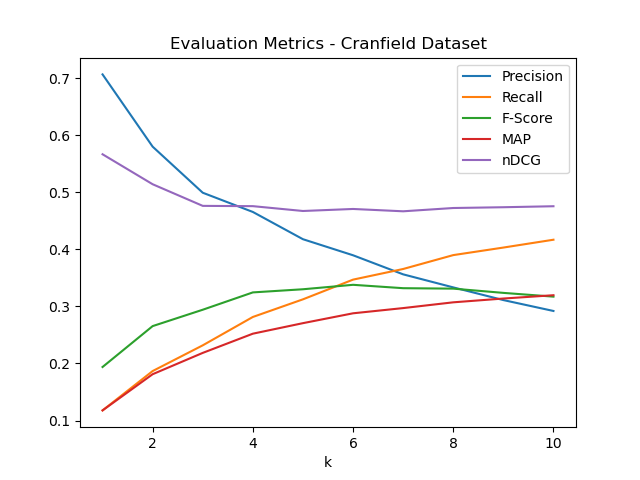 Evaluation Metrics - Cranfield Dataset
Precision
Recall
F-Score
MAP
nDCG
0.7
0.6
0.5
0.4
0.3
0.2
0.1
2 4 6 8 10
k